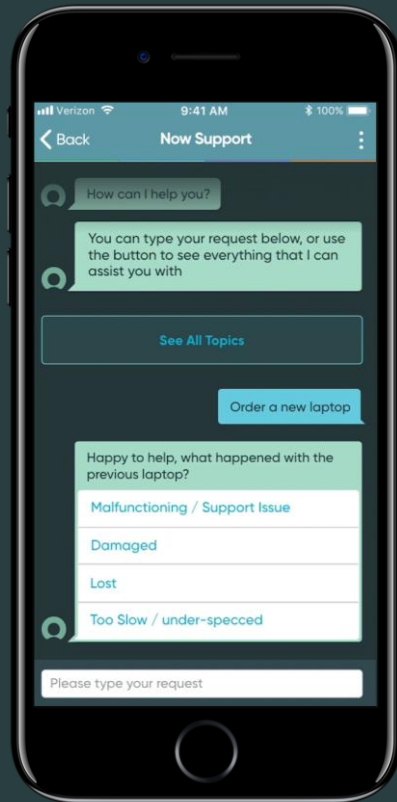 Verizon 9:41 AM 100%
Back Now Support
How can I help you?
You can type your request below, or use
the button to see everything that I can
assist you with
See All Topics
Order a new laptop
Happy to help, what happened with the
previous laptop?
Malfunctioning / Support Issue
Damaged
Lost
Too Slow / under-specced
Please type your request